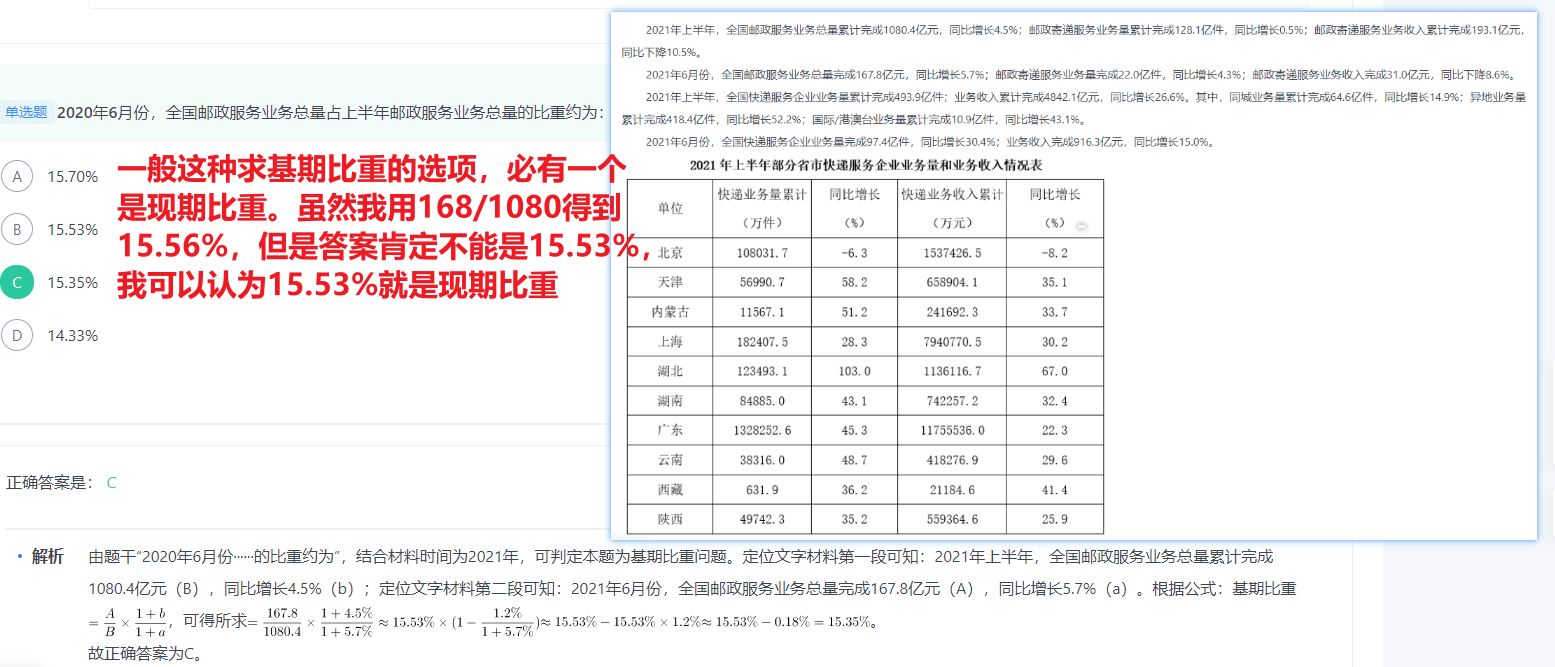 2021年上半年，全国邮政服务业务总量累计完成1080.4亿元，同比增长4.5%；邮政寄递服务业务量累计完成128.1亿件，同比增长0.5%；邮政寄递服务业务收入累计完成193.1亿元，
同比下降10.5%。
2021年6月份，全国邮政服务业务总量完成167.8亿元，同比增长5.7%；邮政寄递服务业务量完成22.0亿件，同比增长4.3%；邮政寄递服务业务收入完成31.0亿元，同比下降8.6%。
2021年上半年，全国快递服务企业业务量累计完成493.9亿件；业务收入累计完成4842.1亿元，同比增长26.6%。其中，同城业务量累计完成64.6亿件，同比增长14.9%；异地业务量
累计完成418.4亿件，同比增长52.2%；国际/港澳台业务量累计完成10.9亿件，同比增长43.1%。
2021年6月份，全国快递服务企业业务量完成97.4亿件，同比增长30.4%；业务收入完成916.3亿元，同比增长15.0%。
2021年上半年部分省市快递服务企业业务量和业务收入情况表
单位 快递业务量累计（万件） 同比增长（%） 快递业务收入累计（万元） 同比增长（%）
北京 108031.7 -6.3 1537426.5 -8.2
天津 56990.7 58.2 658904.1 35.1
内蒙古 11567.1 51.2 241692.3 33.7
上海 182407.5 28.3 7940770.5 30.2
湖北 123493.1 103.0 1136116.7 67.0
湖南 84885.0 43.1 742257.2 32.4
广东 1328252.6 45.3 11755536.0 22.3
云南 38316.0 48.7 418276.9 29.6
西藏 631.9 36.2 21184.6 41.4
陕西 49742.3 35.2 559364.6 25.9
单选题 2020年6月份，全国邮政服务业务总量占上半年邮政服务业务总量的比重约为：
A 15.70%
B 15.53%
C 15.35%
D 14.33%
一般这种求基期比重的选项，必有一个
是现期比重。虽然我用168/1080得到
15.56%，但是答案肯定不能是15.53%，
我可以认为15.53%就是现期比重
正确答案是： C
• 解析 由题干“2020年6月份······的比重约为”，结合材料时间为2021年，可判定本题为基期比重问题。定位文字材料第一段可知：2021年上半年，全国邮政服务业务总量累计完成
1080.4亿元（B），同比增长4.5%（b）；定位文字材料第二段可知：2021年6月份，全国邮政服务业务总量完成167.8亿元（A），同比增长5.7%（a）。根据公式：基期比重
= A/B × (1+b)/(1+a)，可得所求= 167.8/1080.4 × (1+4.5%)/(1+5.7%) ≈ 15.53% × (1 − 1.2%/(1+5.7%))≈ 15.53% − 15.53% × 1.2%≈ 15.53% − 0.18% = 15.35%。
故正确答案为C。